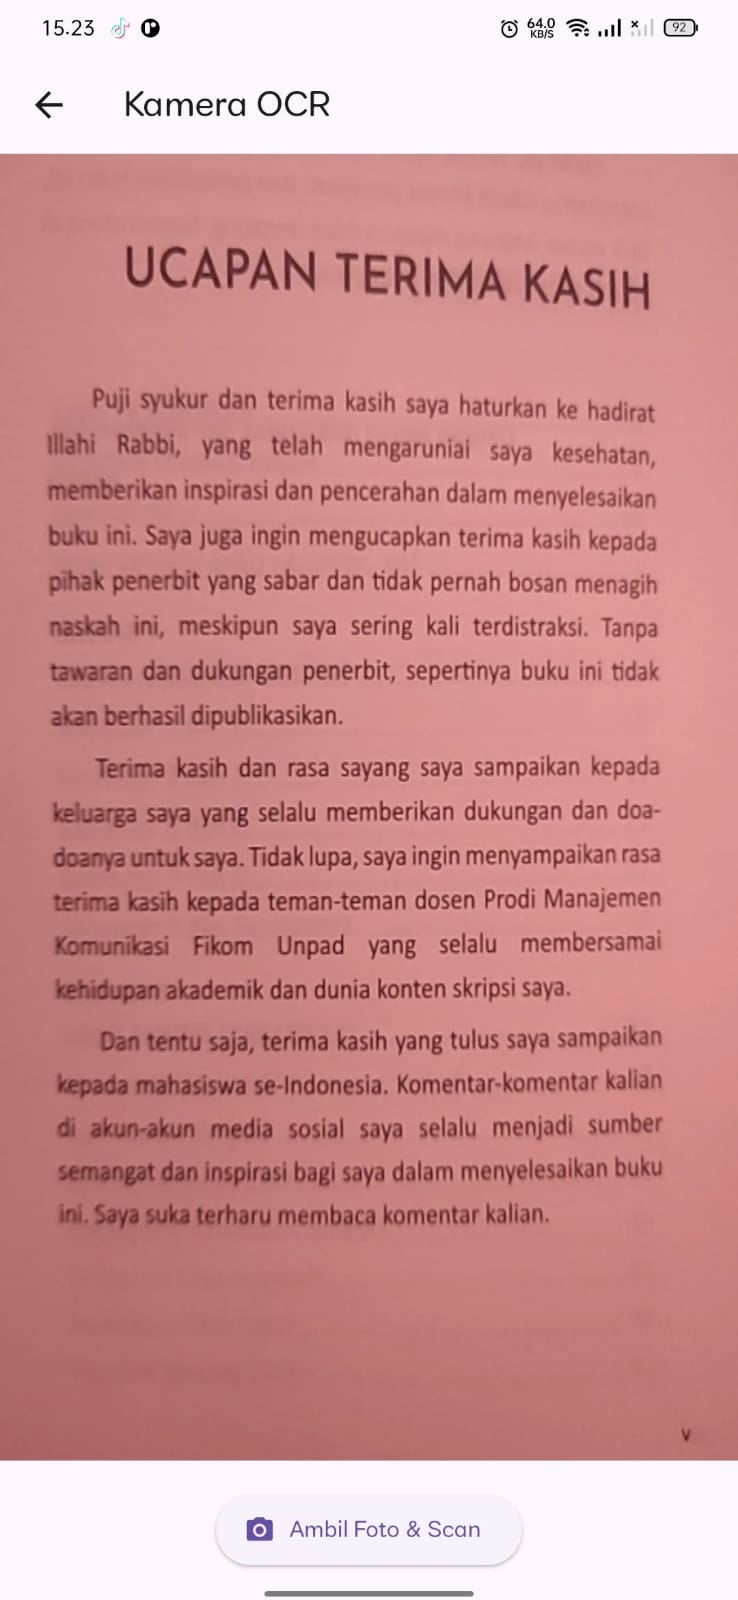 15.23
64.0
KB/S
92
Kamera OCR
UCAPAN TERIMA KASIH
Puji syukur dan terima kasih saya haturkan ke hadirat
Illahi Rabbi, yang telah mengaruniai saya kesehatan,
memberikan inspirasi dan pencerahan dalam menyelesaikan
buku ini. Saya juga ingin mengucapkan terima kasih kepada
pihak penerbit yang sabar dan tidak pernah bosan menagih
naskah ini, meskipun saya sering kali terdistraksi. Tanpa
tawaran dan dukungan penerbit, sepertinya buku ini tidak
akan berhasil dipublikasikan.
Terima kasih dan rasa sayang saya sampaikan kepada
keluarga saya yang selalu memberikan dukungan dan doa-
doanya untuk saya. Tidak lupa, saya ingin menyampaikan rasa
terima kasih kepada teman-teman dosen Prodi Manajemen
Komunikasi Fikom Unpad yang selalu membersamai
kehidupan akademik dan dunia konten skripsi saya.
Dan tentu saja, terima kasih yang tulus saya sampaikan
kepada mahasiswa se-Indonesia. Komentar-komentar kalian
di akun-akun media sosial saya selalu menjadi sumber
semangat dan inspirasi bagi saya dalam menyelesaikan buku
ini. Saya suka terharu membaca komentar kalian.
v
Ambil Foto & Scan